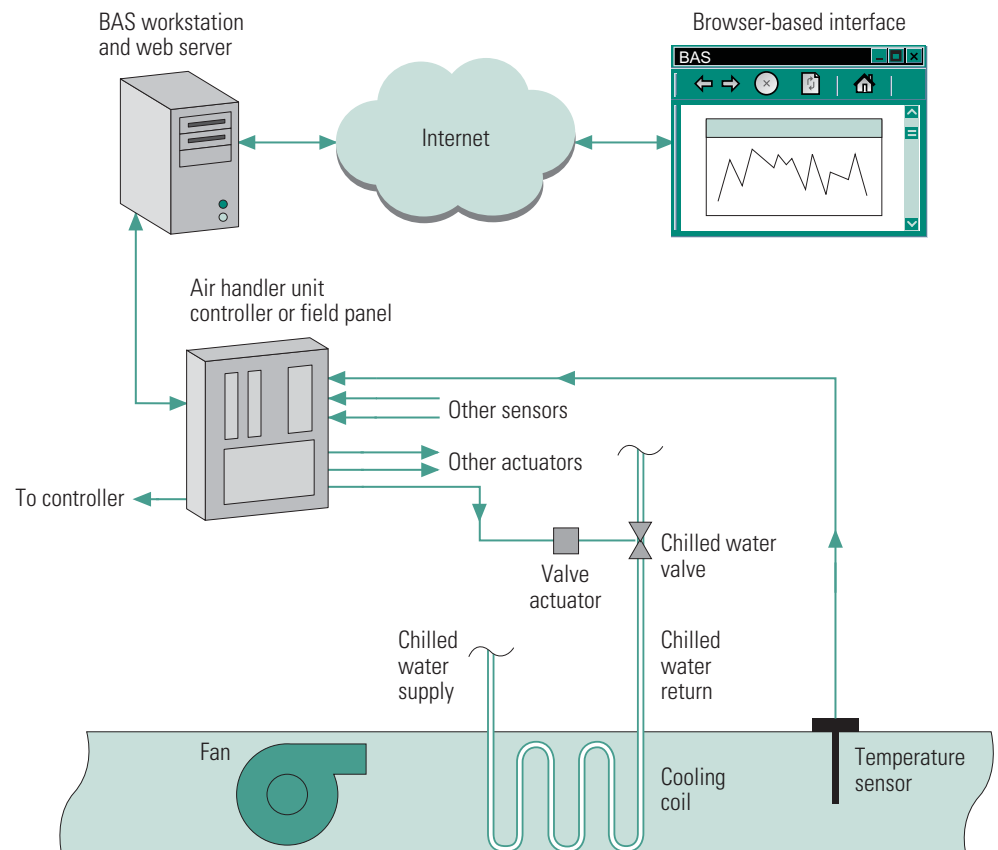 BAS workstation
and web server
Browser-based interface
BAS
Internet
Air handler unit
controller or field panel
Other sensors
Other actuators
To controller
Valve
actuator
Chilled water
valve
Chilled
water
supply
Chilled
water
return
Fan
Cooling
coil
Temperature
sensor